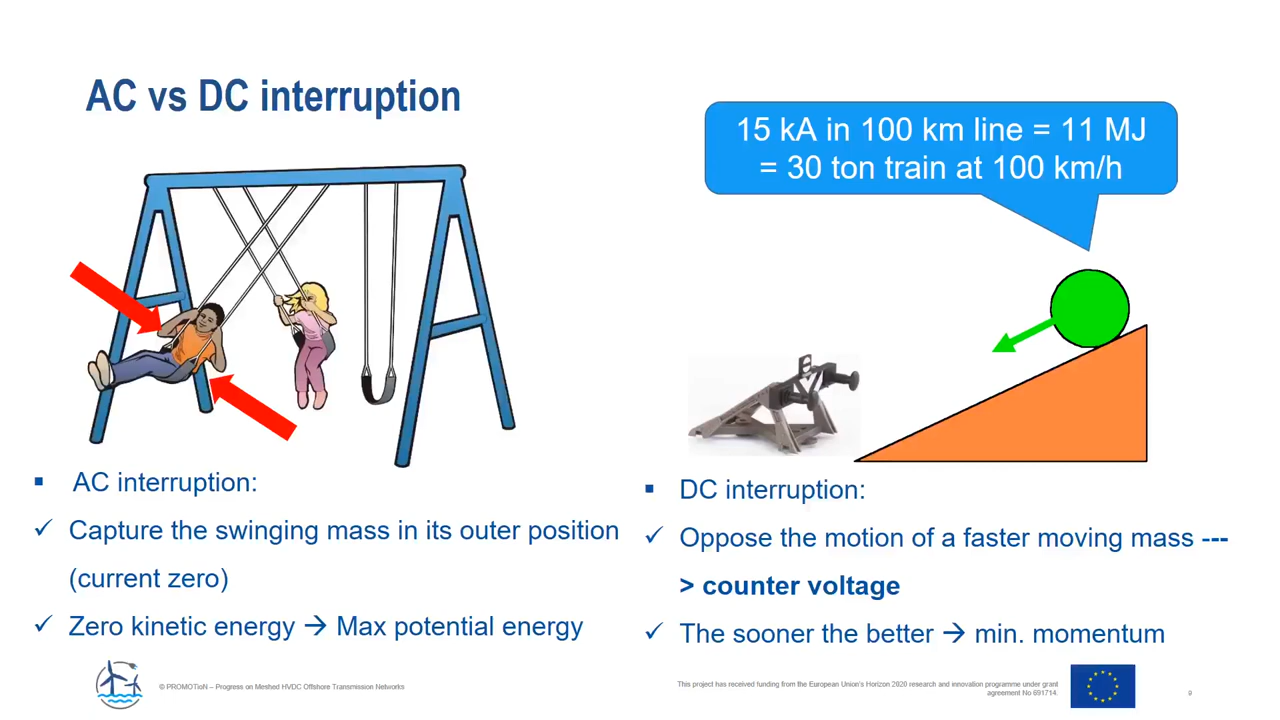 AC vs DC interruption
15 kA in 100 km line = 11 MJ
= 30 ton train at 100 km/h
▪ AC interruption:
✓ Capture the swinging mass in its outer position
(current zero)
✓ Zero kinetic energy → Max potential energy
▪ DC interruption:
✓ Oppose the motion of a faster moving mass ---
> counter voltage
✓ The sooner the better → min. momentum
© PROMOTioN – Progress on Meshed HVDC Offshore Transmission Networks
This project has received funding from the European Union's Horizon 2020 research and innovation programme under grant
agreement No 691714.
9